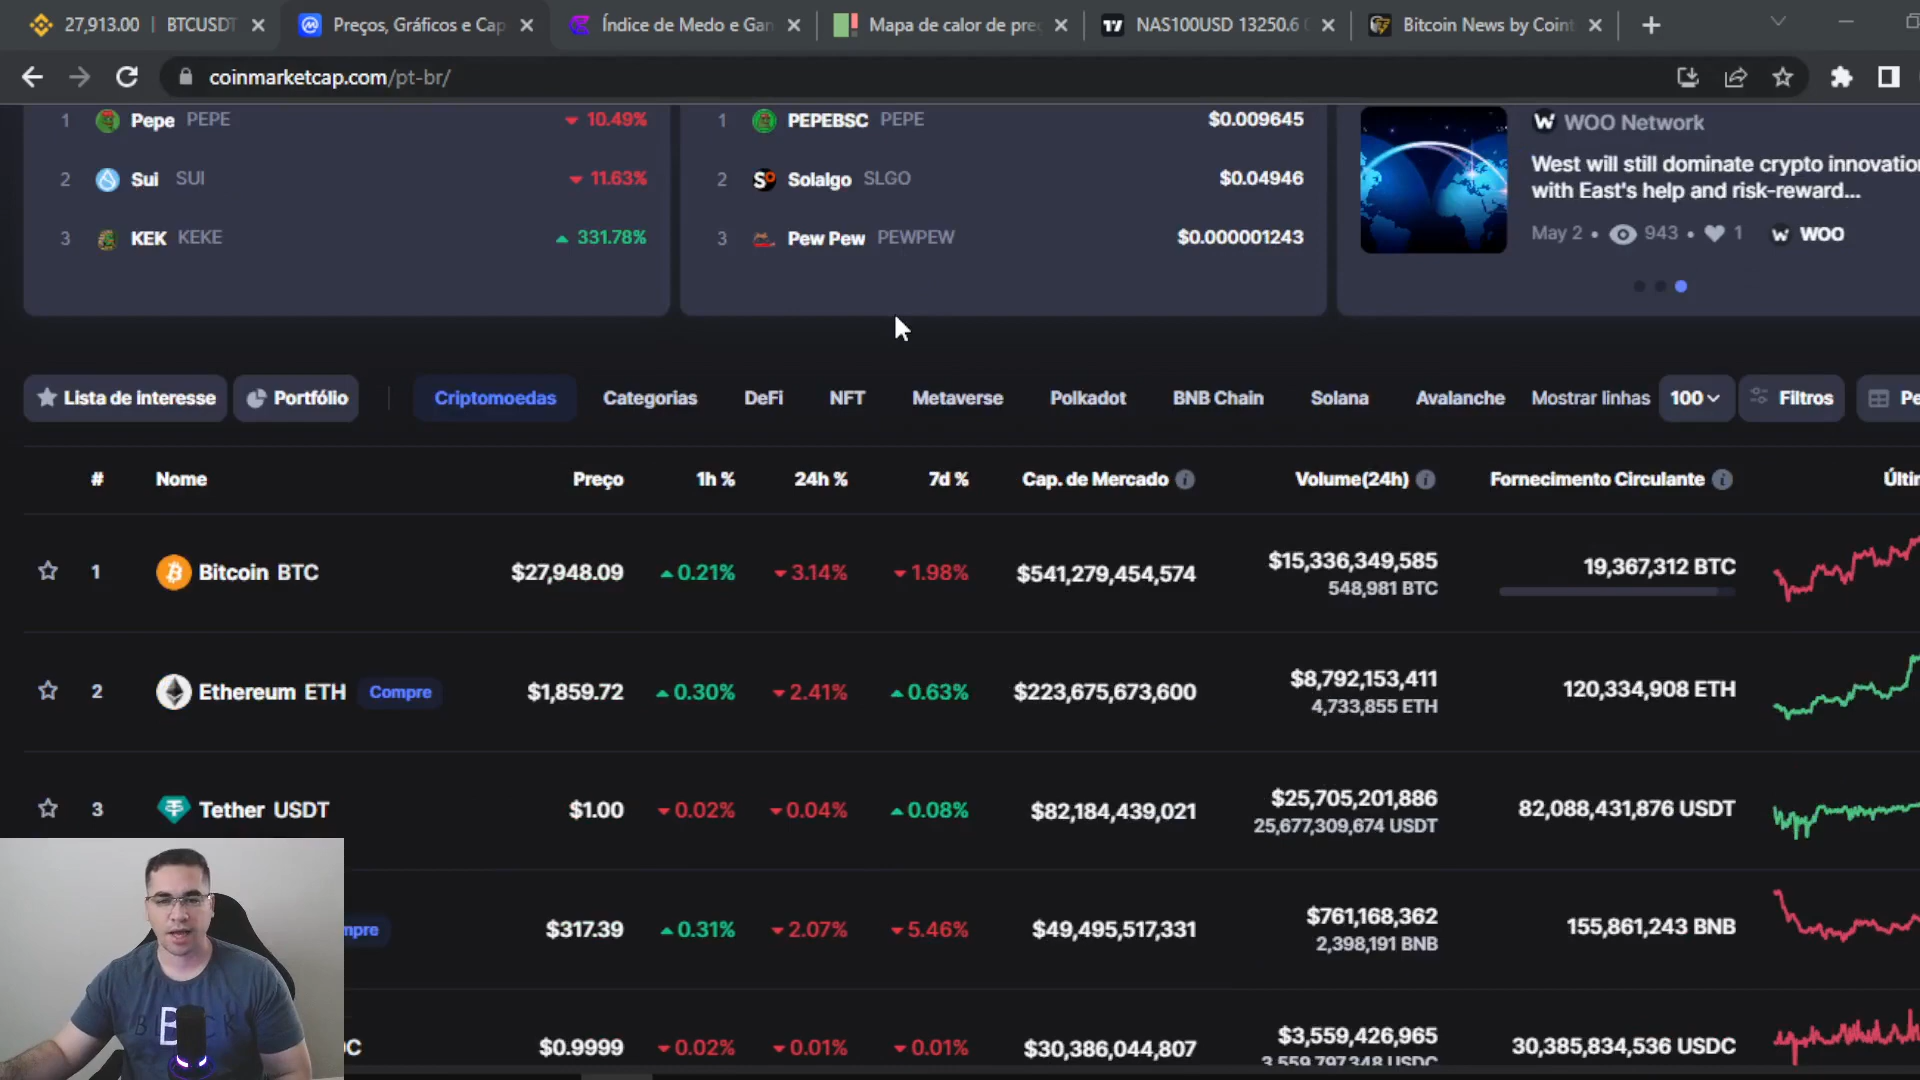 27,913.00 | BTCUSDT
Preços, Gráficos e Cap
Índice de Medo e Gan
Mapa de calor de pre
NAS100USD 13250.6
Bitcoin News by Coint
coinmarketcap.com/pt-br/
1 Pepe PEPE 10.49%
2 Sui SUI 11.63%
3 KEK KEKE 331.78%
1 PEPEBSC PEPE $0.009645
2 Solalgo SLGO $0.04946
3 Pew Pew PEWPEW $0.000001243
WOO Network
West will still dominate crypto innovation
with East's help and risk-reward...
May 2 • 943 • 1 WOO
Lista de interesse Portfólio Criptomoedas Categorias DeFi NFT Metaverse Polkadot BNB Chain Solana Avalanche Mostrar linhas 100 Filtros Pe
# Nome Preço 1h % 24h % 7d % Cap. de Mercado Volume(24h) Fornecimento Circulante Últin
1 Bitcoin BTC $27,948.09 0.21% 3.14% 1.98% $541,279,454,574 $15,336,349,585 19,367,312 BTC
548,981 BTC
2 Ethereum ETH Compre $1,859.72 0.30% 2.41% 0.63% $223,675,673,600 $8,792,153,411 120,334,908 ETH
4,733,855 ETH
3 Tether USDT $1.00 0.02% 0.04% 0.08% $82,184,439,021 $25,705,201,886 82,088,431,876 USDT
25,677,309,674 USDT
mpre $317.39 0.31% 2.07% 5.46% $49,495,517,331 $761,168,362 155,861,243 BNB
2,398,191 BNB
DC $0.9999 0.02% 0.01% 0.01% $30,386,044,807 $3,559,426,965 30,385,834,536 USDC
3,559,797,348 USDC